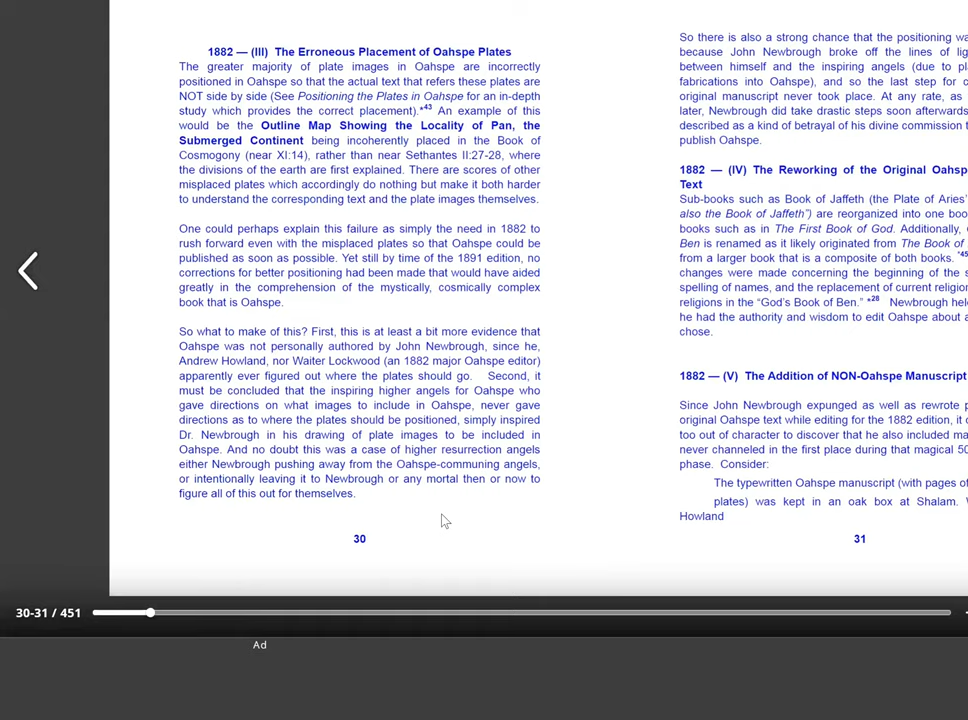 1882 — (III) The Erroneous Placement of Oahspe Plates
The greater majority of plate images in Oahspe are incorrectly
positioned in Oahspe so that the actual text that refers these plates are
NOT side by side (See Positioning the Plates in Oahspe for an in-depth
study which provides the correct placement).*43 An example of this
would be the Outline Map Showing the Locality of Pan, the
Submerged Continent being incoherently placed in the Book of
Cosmogony (near XI:14), rather than near Sethantes II:27-28, where
the divisions of the earth are first explained. There are scores of other
misplaced plates which accordingly do nothing but make it both harder
to understand the corresponding text and the plate images themselves.
One could perhaps explain this failure as simply the need in 1882 to
rush forward even with the misplaced plates so that Oahspe could be
published as soon as possible. Yet still by time of the 1891 edition, no
corrections for better positioning had been made that would have aided
greatly in the comprehension of the mystically, cosmically complex
book that is Oahspe.
So what to make of this? First, this is at least a bit more evidence that
Oahspe was not personally authored by John Newbrough, since he,
Andrew Howland, nor Waiter Lockwood (an 1882 major Oahspe editor)
apparently ever figured out where the plates should go. Second, it
must be concluded that the inspiring higher angels for Oahspe who
gave directions on what images to include in Oahspe, never gave
directions as to where the plates should be positioned, simply inspired
Dr. Newbrough in his drawing of plate images to be included in
Oahspe. And no doubt this was a case of higher resurrection angels
either Newbrough pushing away from the Oahspe-communing angels,
or intentionally leaving it to Newbrough or any mortal then or now to
figure all of this out for themselves.
30
So there is also a strong chance that the positioning wa
because John Newbrough broke off the lines of lig
between himself and the inspiring angels (due to pl
fabrications into Oahspe), and so the last step for c
original manuscript never took place. At any rate, as
later, Newbrough did take drastic steps soon afterwards
described as a kind of betrayal of his divine commission t
publish Oahspe.
1882 — (IV) The Reworking of the Original Oahsp
Text
Sub-books such as Book of Jaffeth (the Plate of Aries'
also the Book of Jaffeth") are reorganized into one boo
books such as in The First Book of God. Additionally,
Ben is renamed as it likely originated from The Book of
from a larger book that is a composite of both books. *45
changes were made concerning the beginning of the s
spelling of names, and the replacement of current religion
religions in the “God's Book of Ben.” *28 Newbrough hel
he had the authority and wisdom to edit Oahspe about a
chose.
1882 — (V) The Addition of NON-Oahspe Manuscript
Since John Newbrough expunged as well as rewrote p
original Oahspe text while editing for the 1882 edition, it
too out of character to discover that he also included ma
never channeled in the first place during that magical 50
phase. Consider:
The typewritten Oahspe manuscript (with pages of
plates) was kept in an oak box at Shalam. W
Howland
31
30-31 / 451
Ad